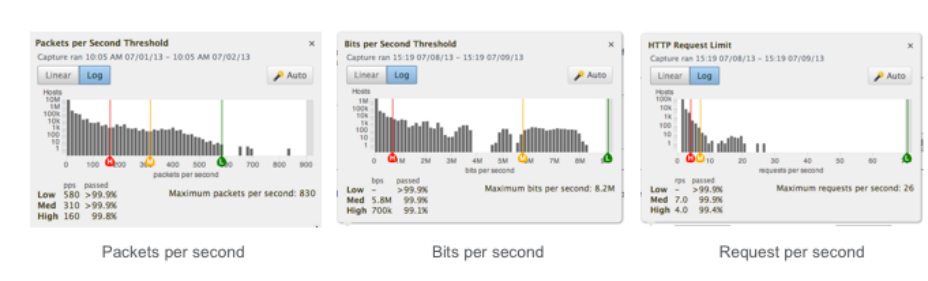 Packets per Second Threshold ×
Capture ran 10:05 AM 07/01/13 – 10:05 AM 07/02/13
Linear Log Auto
Hosts
10M
1M
100k
10k
1k
100
10
1
0 100 200 300 400 500 600 700 800 900
H M L
packets per second
pps passed
Low 580 >99.9%
Med 310 >99.9%
High 160 99.8%
Maximum packets per second: 830
Packets per second
Bits per Second Threshold ×
Capture ran 15:19 07/08/13 – 15:19 07/09/13
Linear Log Auto
Hosts
1M
100k
10k
1k
100
10
1
0 M 2M 3M 4M 5M M 7M 8M
H M L
bits per second
bps passed
Low – >99.9%
Med 5.8M 99.9%
High 700k 99.1%
Maximum bits per second: 8.2M
Bits per second
HTTP Request Limit ×
Capture ran 15:19 07/08/13 – 15:19 07/09/13
Linear Log Auto
Hosts
1M
100k
10k
1k
100
10
1
0 10 20 30 40 50 60
H M L
requests per second
rps passed
Low – >99.9%
Med 7.0 99.9%
High 4.0 99.4%
Maximum requests per second: 26
Request per second